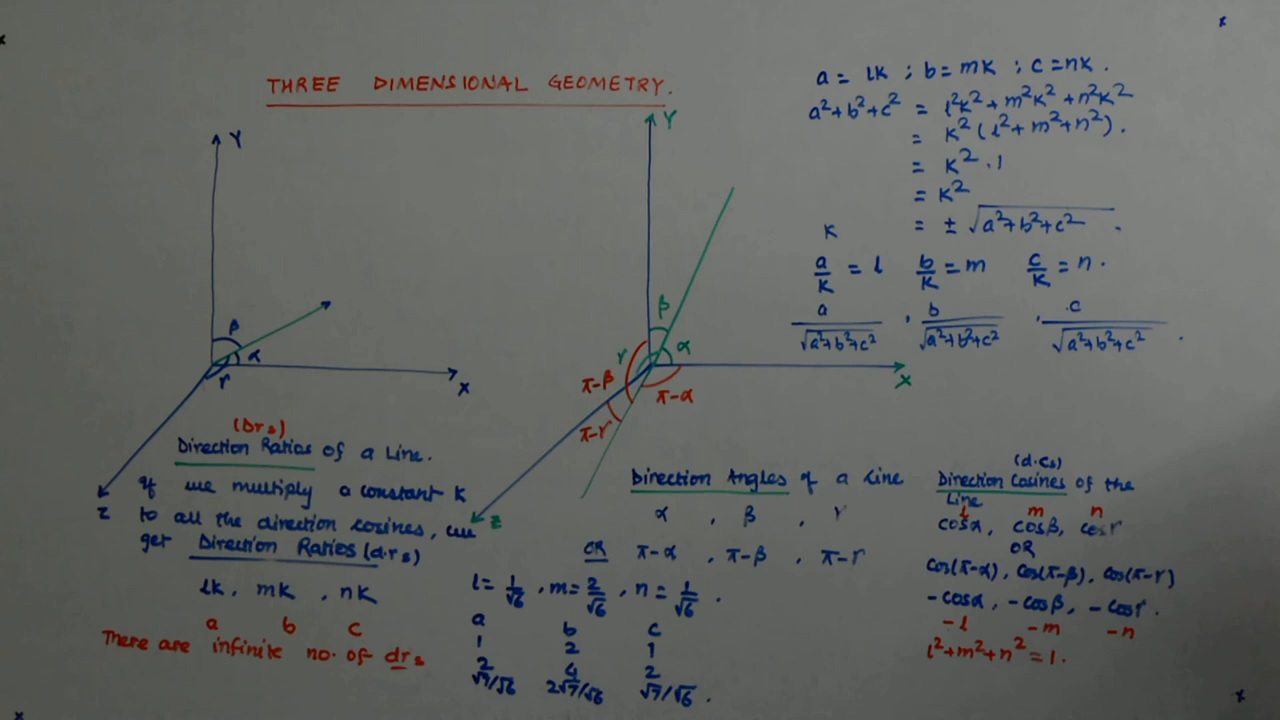 THREE DIMENSIONAL GEOMETRY.
Y
β
α
γ
X
Z
Y
β
γ
α
X
π-β
π-α
π-γ
Z
(Drs)
Direction Ratios of a Line.
If we multiply a constant K
to all the direction cosines, we
get Direction Ratios (d.rs)
lK, mK, nK
a b c
There are infinite no. of drs
Direction Angles of a Line
α , β , γ
OR π-α , π-β , π-γ
l = 1/√6 , m = 2/√6 , n = 1/√6 .
a b c
1 2 1
2 4 2
√7/√6 2√7/√6 √7/√6 .
a = lK ; b = mK ; c = nK .
a²+b²+c² = l²K²+m²K²+n²K²
= K²(l²+m²+n²).
= K².1
= K²
K = ± √a²+b²+c² .
a/K = l b/K = m c/K = n .
a/√a²+b²+c² , b/√a²+b²+c² , c/√a²+b²+c² .
(d.cs)
Direction Cosines of the
Line
l m n
cosα, cosβ, cosγ
OR
cos(π-α), cos(π-β), cos(π-γ)
-cosα, -cosβ, -cosγ.
-l -m -n
l²+m²+n²=1.